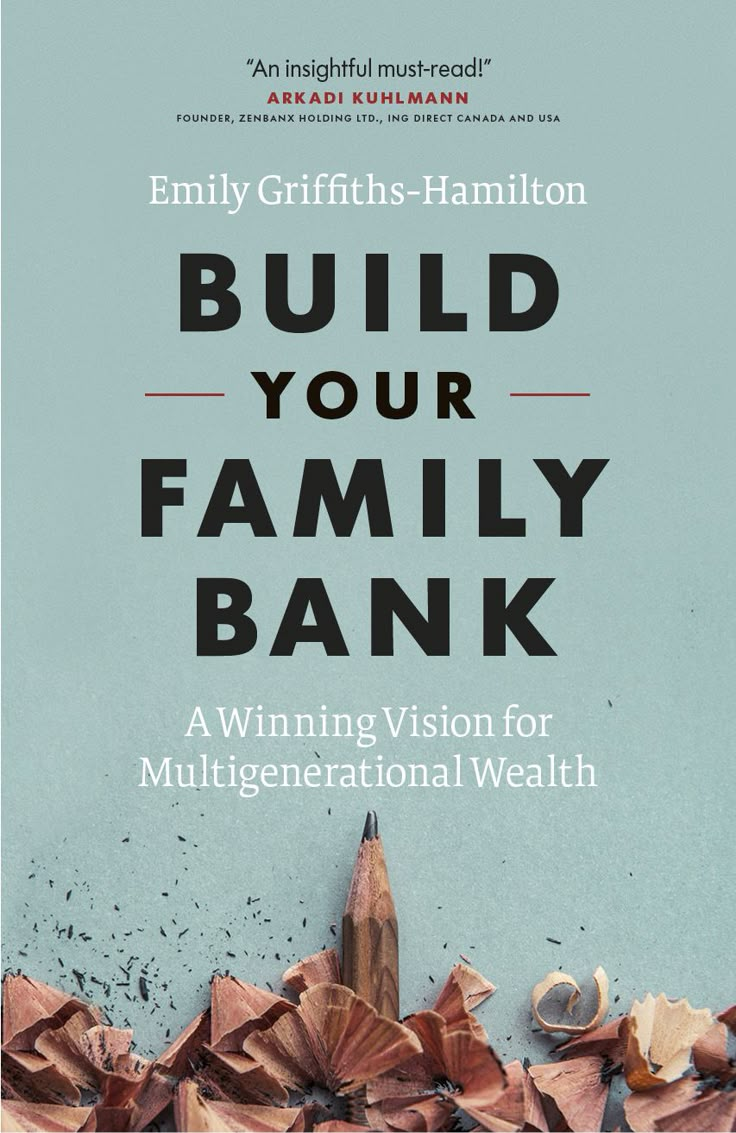 “An insightful must-read!”
ARKADI KUHLMANN
FOUNDER, ZENBANX HOLDING LTD., ING DIRECT CANADA AND USA
Emily Griffiths-Hamilton
BUILD
YOUR
FAMILY
BANK
A Winning Vision for
Multigenerational Wealth